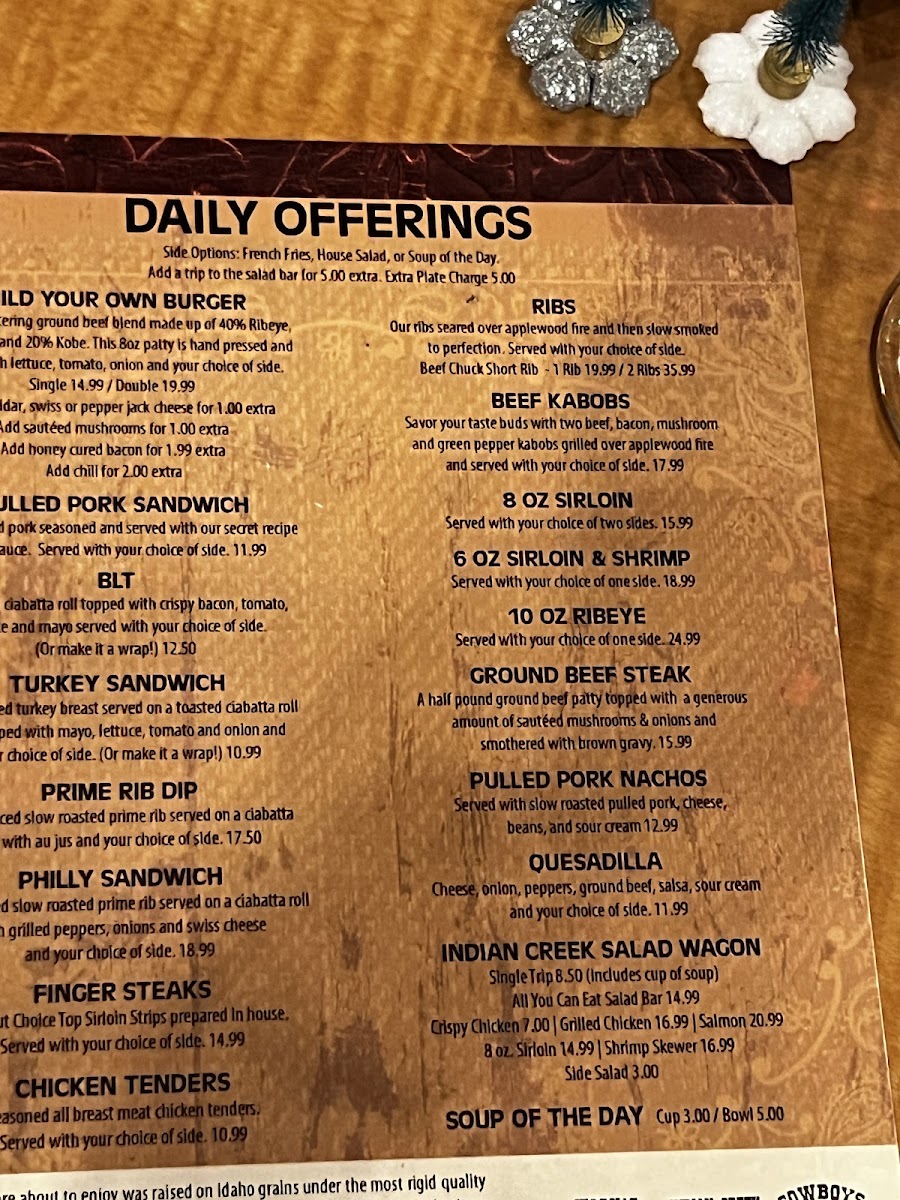 DAILY OFFERINGS
Side Options: French Fries, House Salad, or Soup of the Day.
Add a trip to the salad bar for 5.00 extra. Extra Plate Charge 5.00
ILD YOUR OWN BURGER
tering ground beef blend made up of 40% Ribeye,
and 20% Kobe. This 8oz patty is hand pressed and
h lettuce, tomato, onion and your choice of side.
Single 14.99 / Double 19.99
dar, swiss or pepper jack cheese for 1.00 extra
Add sautéed mushrooms for 1.00 extra
Add honey cured bacon for 1.99 extra
Add chili for 2.00 extra
ULLED PORK SANDWICH
d pork seasoned and served with our secret recipe
auce. Served with your choice of side. 11.99
BLT
ciabatta roll topped with crispy bacon, tomato,
e and mayo served with your choice of side.
(Or make it a wrap!) 12.50
TURKEY SANDWICH
ed turkey breast served on a toasted ciabatta roll
ped with mayo, lettuce, tomato and onion and
r choice of side. (Or make it a wrap!) 10.99
PRIME RIB DIP
ced slow roasted prime rib served on a ciabatta
with au jus and your choice of side. 17.50
PHILLY SANDWICH
d slow roasted prime rib served on a ciabatta roll
h grilled peppers, onions and swiss cheese
and your choice of side. 18.99
FINGER STEAKS
ut Choice Top Sirloin Strips prepared in house.
Served with your choice of side. 14.99
CHICKEN TENDERS
easoned all breast meat chicken tenders.
Served with your choice of side. 10.99
RIBS
Our ribs seared over applewood fire and then slow smoked
to perfection. Served with your choice of side.
Beef Chuck Short Rib - 1 Rib 19.99 / 2 Ribs 35.99
BEEF KABOBS
Savor your taste buds with two beef, bacon, mushroom
and green pepper kabobs grilled over applewood fire
and served with your choice of side. 17.99
8 OZ SIRLOIN
Served with your choice of two sides. 15.99
6 OZ SIRLOIN & SHRIMP
Served with your choice of one side. 18.99
10 OZ RIBEYE
Served with your choice of one side. 24.99
GROUND BEEF STEAK
A half pound ground beef patty topped with a generous
amount of sautéed mushrooms & onions and
smothered with brown gravy. 15.99
PULLED PORK NACHOS
Served with slow roasted pulled pork, cheese,
beans, and sour cream 12.99
QUESADILLA
Cheese, onion, peppers, ground beef, salsa, sour cream
and your choice of side. 11.99
INDIAN CREEK SALAD WAGON
Single Trip 8.50 (includes cup of soup)
All You Can Eat Salad Bar 14.99
Crispy Chicken 7.00 | Grilled Chicken 16.99 | Salmon 20.99
8 oz. Sirloin 14.99 | Shrimp Skewer 16.99
Side Salad 3.00
SOUP OF THE DAY Cup 3.00 / Bowl 5.00
re about to enjoy was raised on Idaho grains under the most rigid quality
COWBOYS